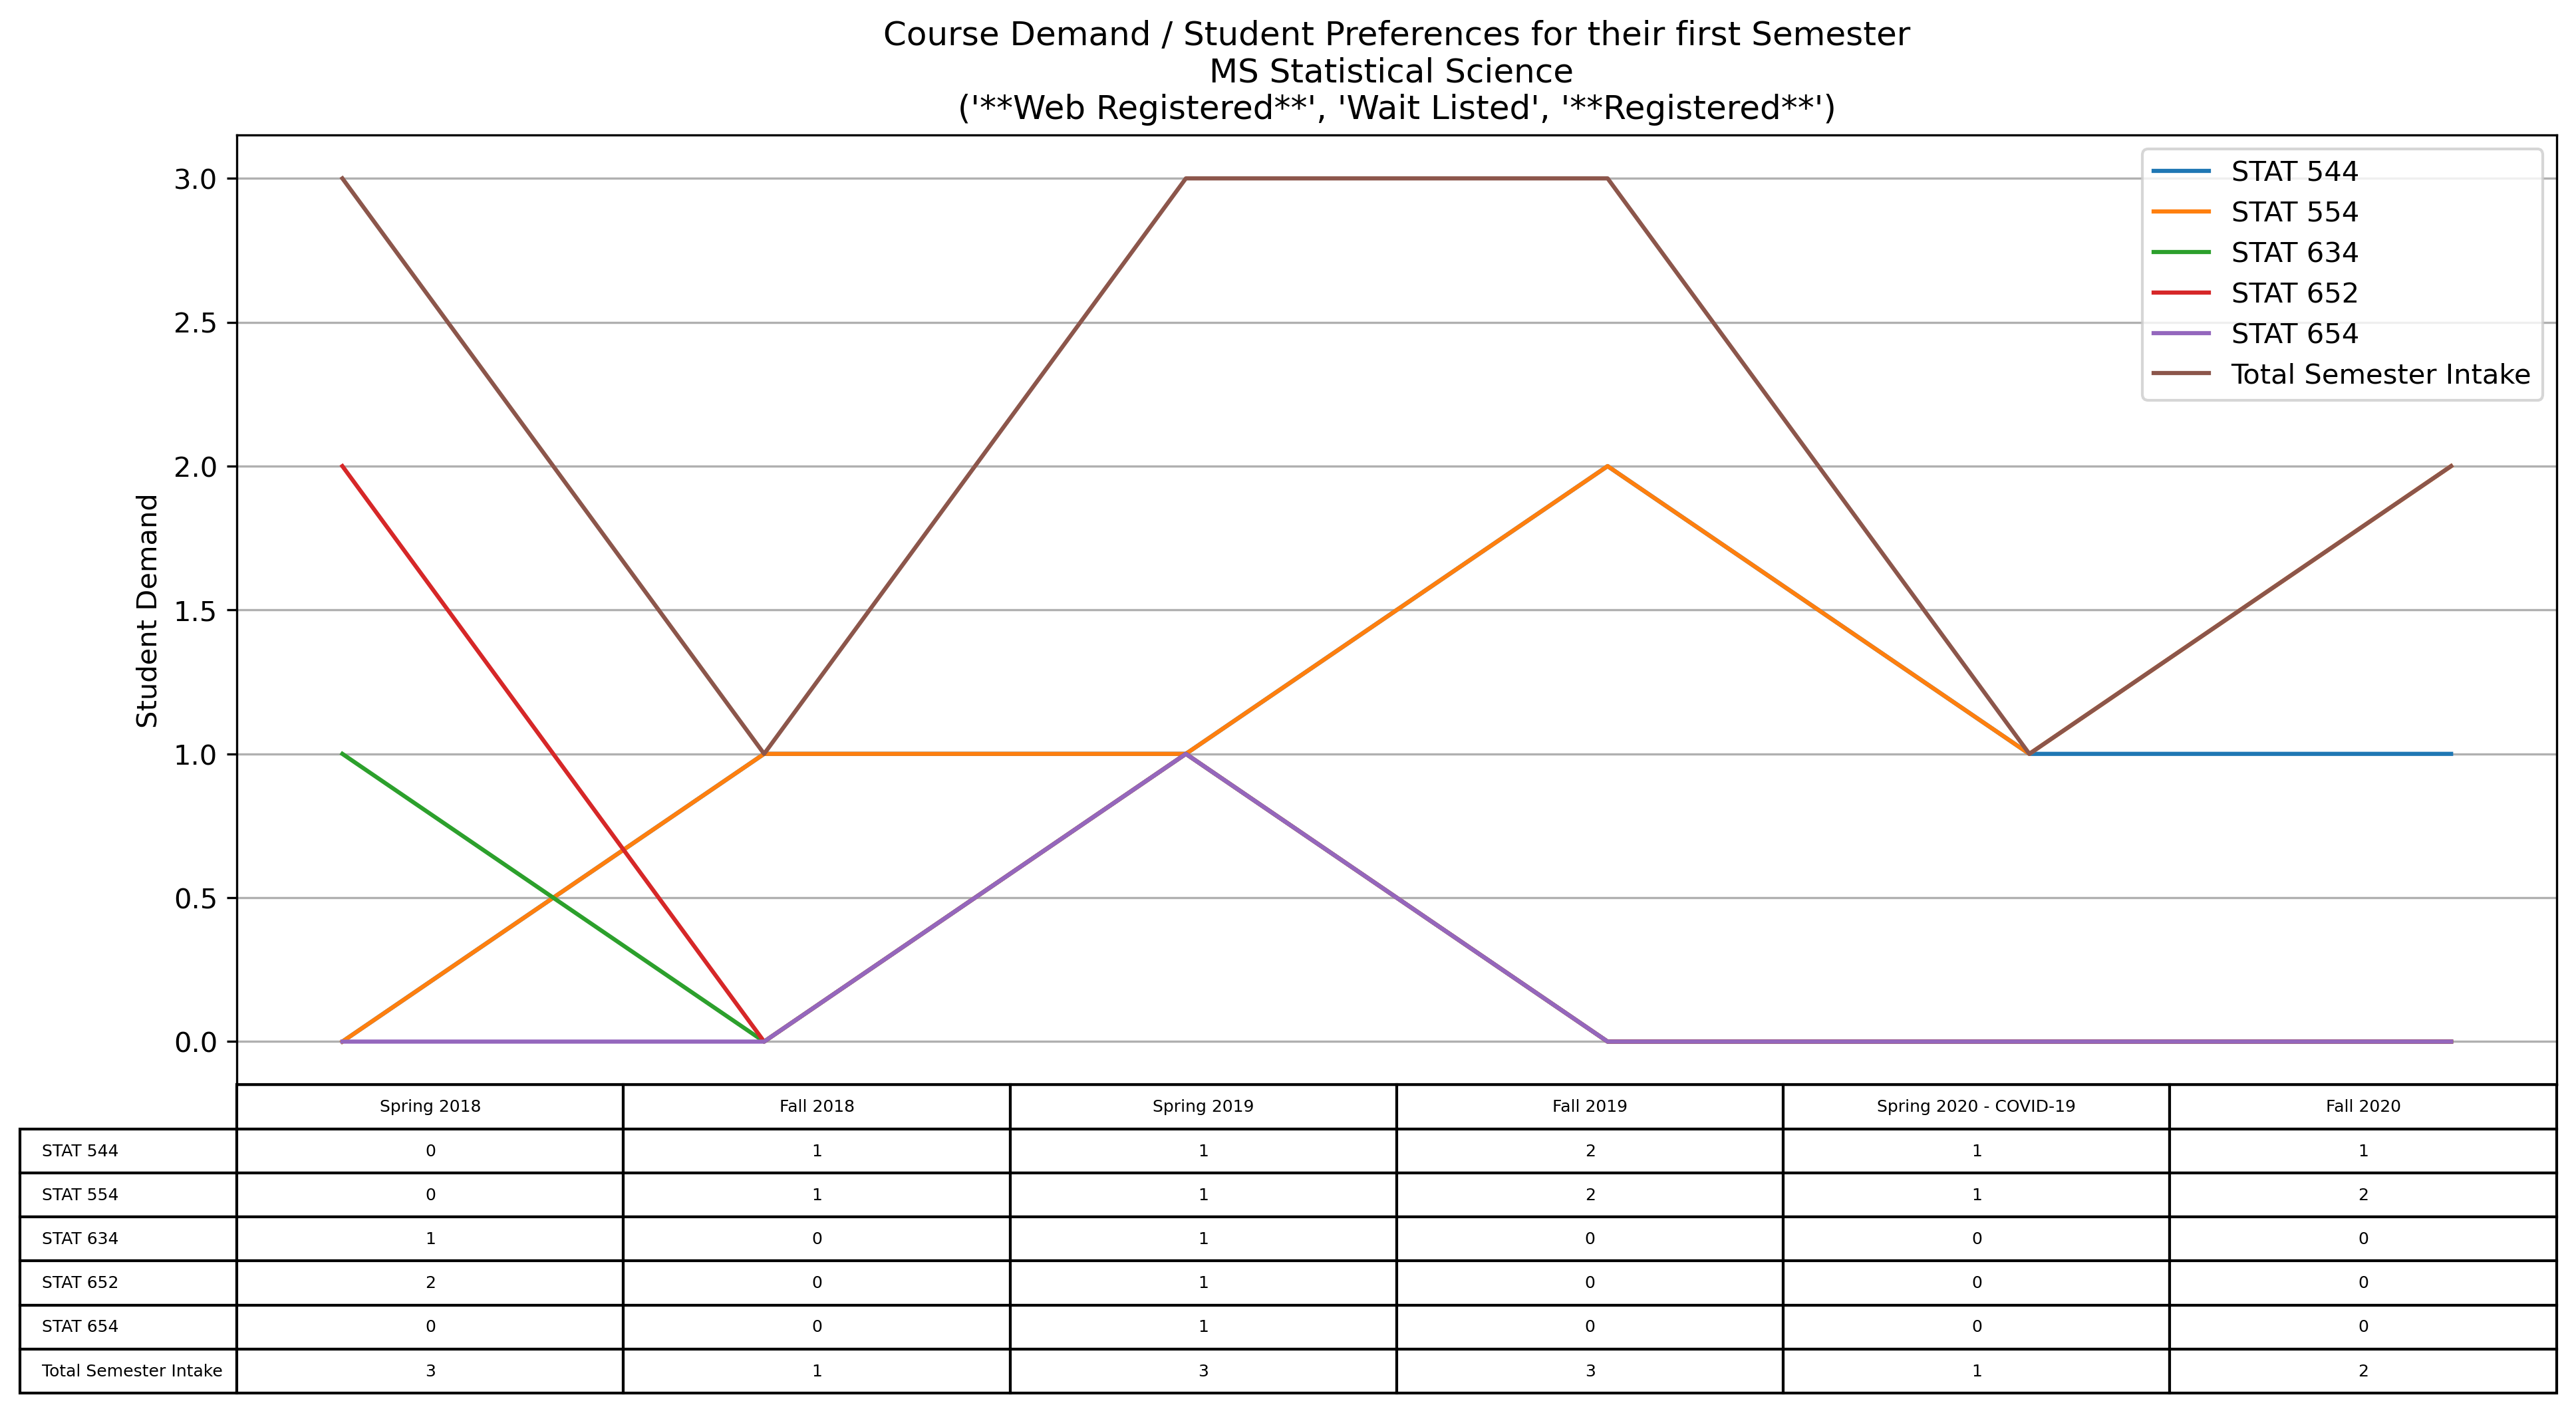 Course Demand / Student Preferences for their first Semester
MS Statistical Science
('**Web Registered**', 'Wait Listed', '**Registered**')
3.0
2.5
2.0
1.5
1.0
0.5
0.0
Student Demand
STAT 544
STAT 554
STAT 634
STAT 652
STAT 654
Total Semester Intake
Spring 2018 Fall 2018 Spring 2019 Fall 2019 Spring 2020 - COVID-19 Fall 2020
STAT 544 0 1 1 2 1 1
STAT 554 0 1 1 2 1 2
STAT 634 1 0 1 0 0 0
STAT 652 2 0 1 0 0 0
STAT 654 0 0 1 0 0 0
Total Semester Intake 3 1 3 3 1 2